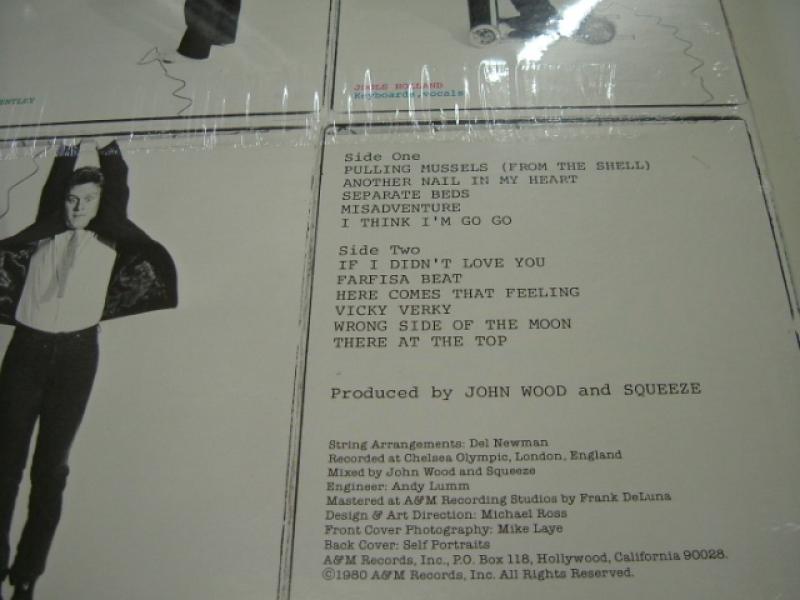 ENTLEY
JOOLS HOLLAND
Keyboards, vocals
Side One
PULLING MUSSELS (FROM THE SHELL)
ANOTHER NAIL IN MY HEART
SEPARATE BEDS
MISADVENTURE
I THINK I'M GO GO
Side Two
IF I DIDN'T LOVE YOU
FARFISA BEAT
HERE COMES THAT FEELING
VICKY VERKY
WRONG SIDE OF THE MOON
THERE AT THE TOP
Produced by JOHN WOOD and SQUEEZE
String Arrangements: Del Newman
Recorded at Chelsea Olympic, London, England
Mixed by John Wood and Squeeze
Engineer: Andy Lumm
Mastered at A&M Recording Studios by Frank DeLuna
Design & Art Direction: Michael Ross
Front Cover Photography: Mike Laye
Back Cover: Self Portraits
A&M Records, Inc., P.O. Box 118, Hollywood, California 90028.
©1980 A&M Records, Inc. All Rights Reserved.